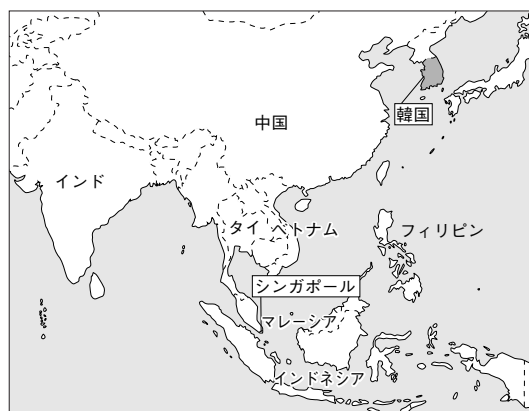 中国
韓国
インド
タイ
ベトナム
フィリピン
シンガポール
マレーシア
インドネシア